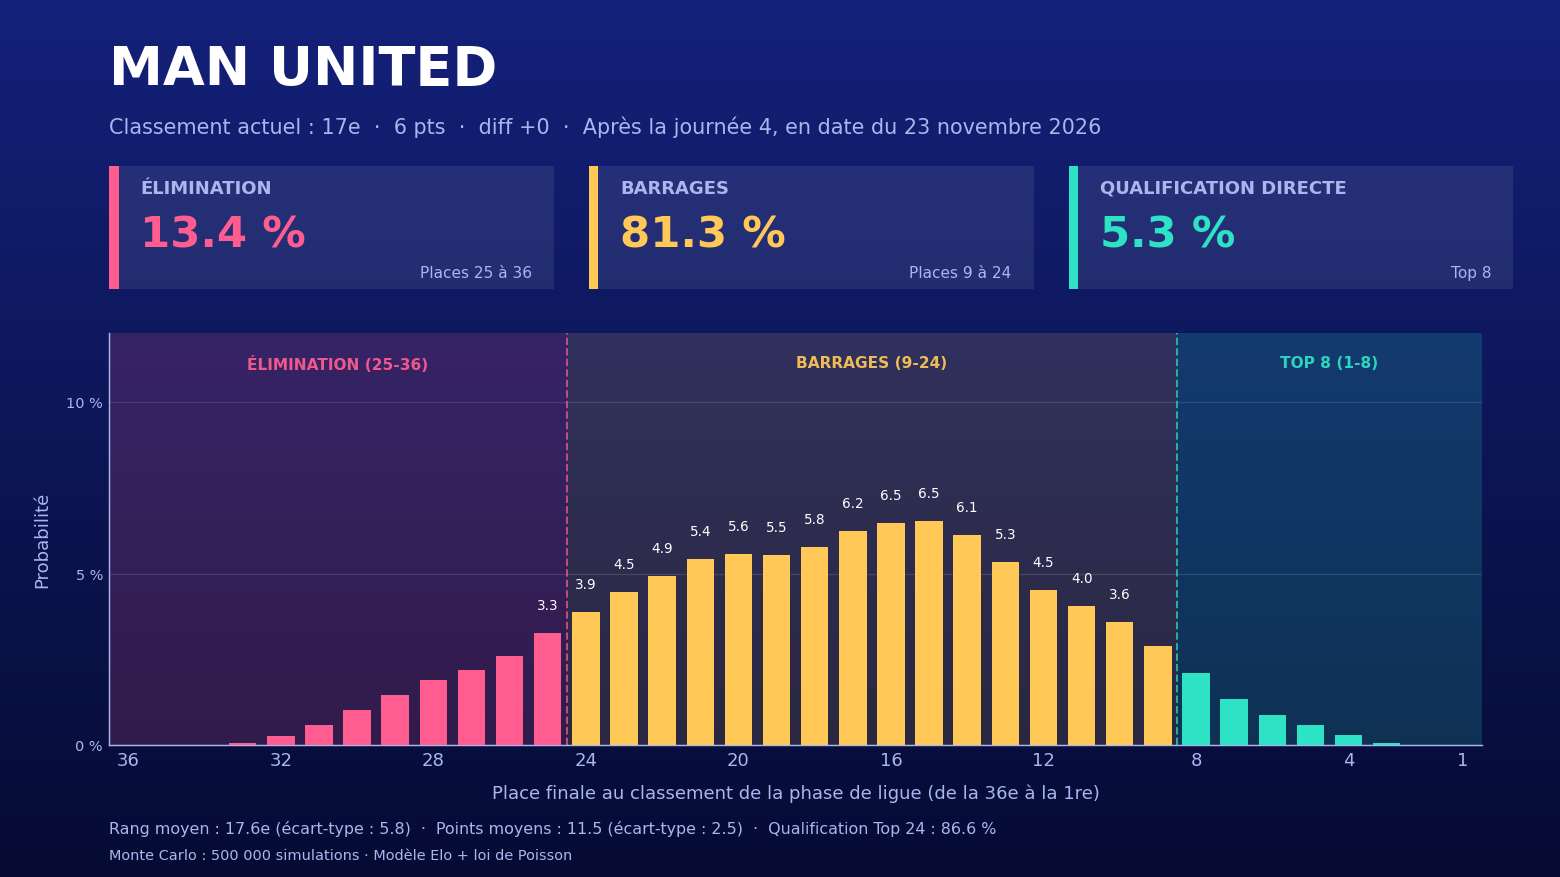 MAN UNITED
Classement actuel : 17e · 6 pts · diff +0 · Après la journée 4, en date du 23 novembre 2026
ÉLIMINATION
13.4 %
Places 25 à 36
BARRAGES
81.3 %
Places 9 à 24
QUALIFICATION DIRECTE
5.3 %
Top 8
ÉLIMINATION (25-36)
BARRAGES (9-24)
TOP 8 (1-8)
Probabilité
10 %
5 %
0 %
3.3
3.9
4.5
4.9
5.4
5.6
5.5
5.8
6.2
6.5
6.5
6.1
5.3
4.5
4.0
3.6
36 32 28 24 20 16 12 8 4 1
Place finale au classement de la phase de ligue (de la 36e à la 1re)
Rang moyen : 17.6e (écart-type : 5.8) · Points moyens : 11.5 (écart-type : 2.5) · Qualification Top 24 : 86.6 %
Monte Carlo : 500 000 simulations · Modèle Elo + loi de Poisson